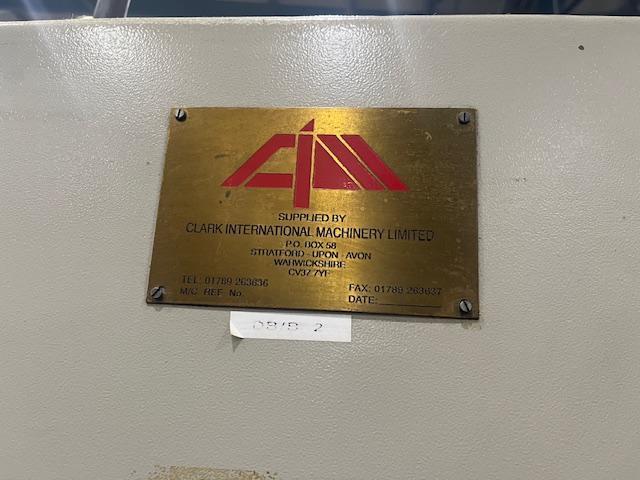 CIM
SUPPLIED BY
CLARK INTERNATIONAL MACHINERY LIMITED
P.O. BOX 58
STRATFORD - UPON - AVON
WARWICKSHIRE
CV37 7YF
TEL: 01789 263636
FAX: 01789 263637
M/C REF No.
DATE: